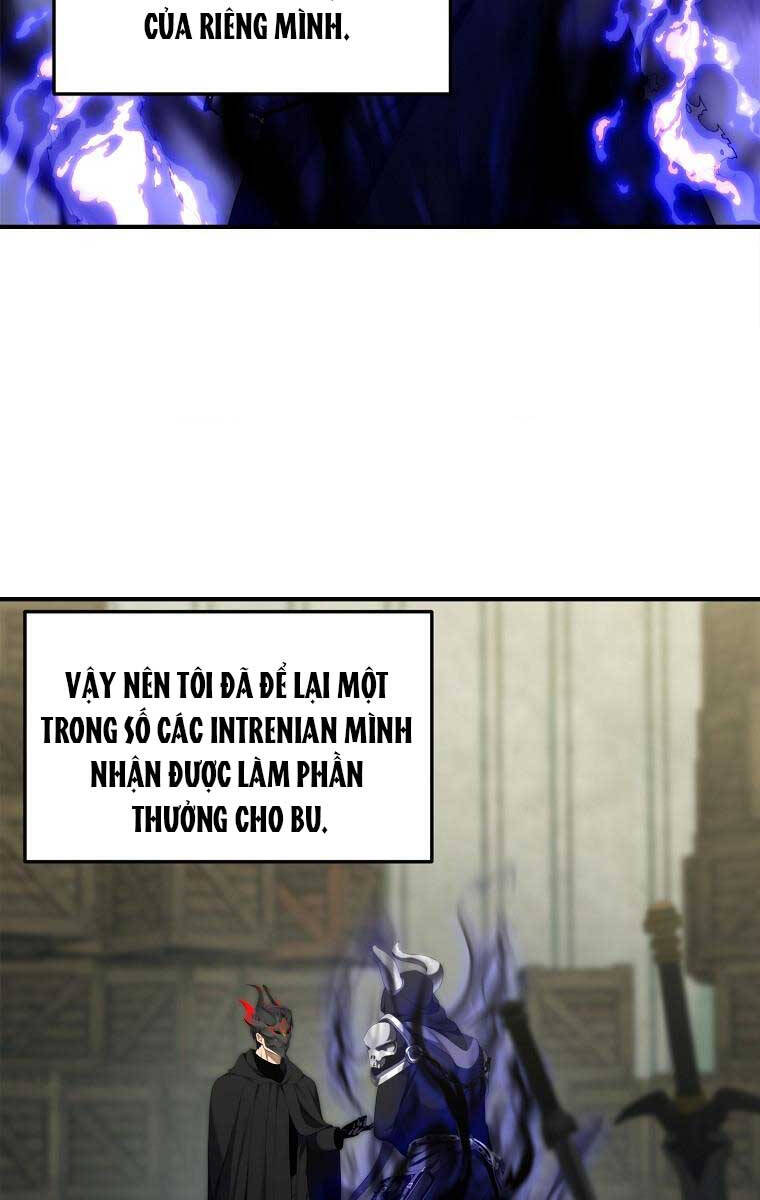 CỦA RIÊNG MÌNH.
VẬY NÊN TÔI ĐÃ ĐỂ LẠI MỘT
TRONG SỐ CÁC INTRENIAN MÌNH
NHẬN ĐƯỢC LÀM PHẦN
THƯỞNG CHO BU.